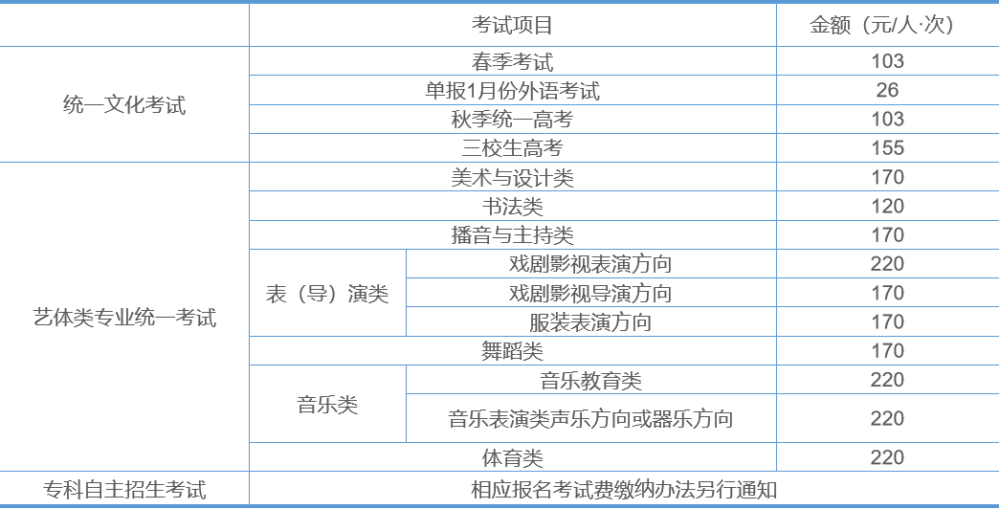 考试项目 金额（元/人·次）
统一文化考试
春季考试 103
单报1月份外语考试 26
秋季统一高考 103
三校生高考 155
艺体类专业统一考试
美术与设计类 170
书法类 120
播音与主持类 170
表（导）演类
戏剧影视表演方向 220
戏剧影视导演方向 170
服装表演方向 170
舞蹈类 170
音乐类
音乐教育类 220
音乐表演类声乐方向或器乐方向 220
体育类 220
专科自主招生考试 相应报名考试费缴纳办法另行通知